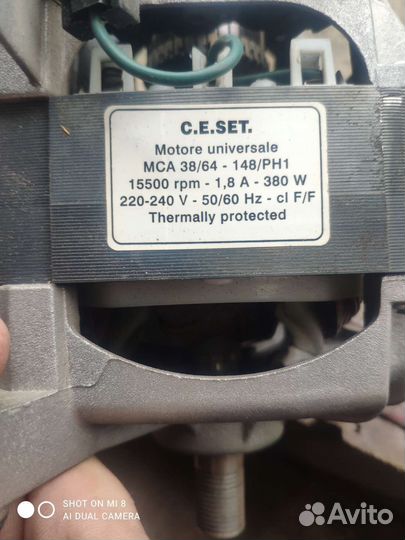 C.E.SET.
Motore universale
MCA 38/64 - 148/PH1
15500 rpm - 1,8 A - 380 W
220-240 V - 50/60 Hz - cl F/F
Thermally protected
SHOT ON MI 8
AI DUAL CAMERA
Avito